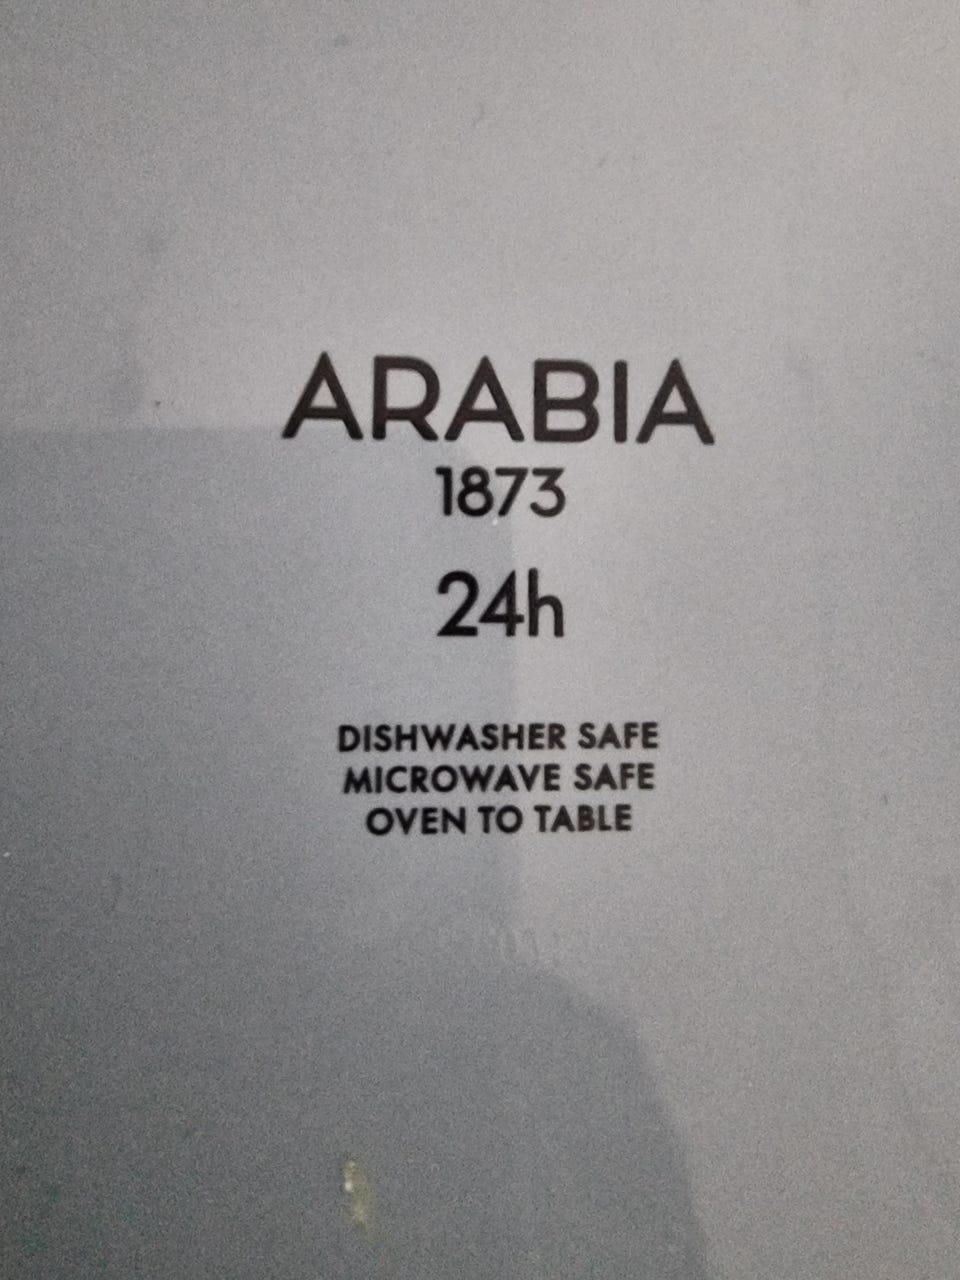 ARABIA
1873
24h
DISHWASHER SAFE
MICROWAVE SAFE
OVEN TO TABLE